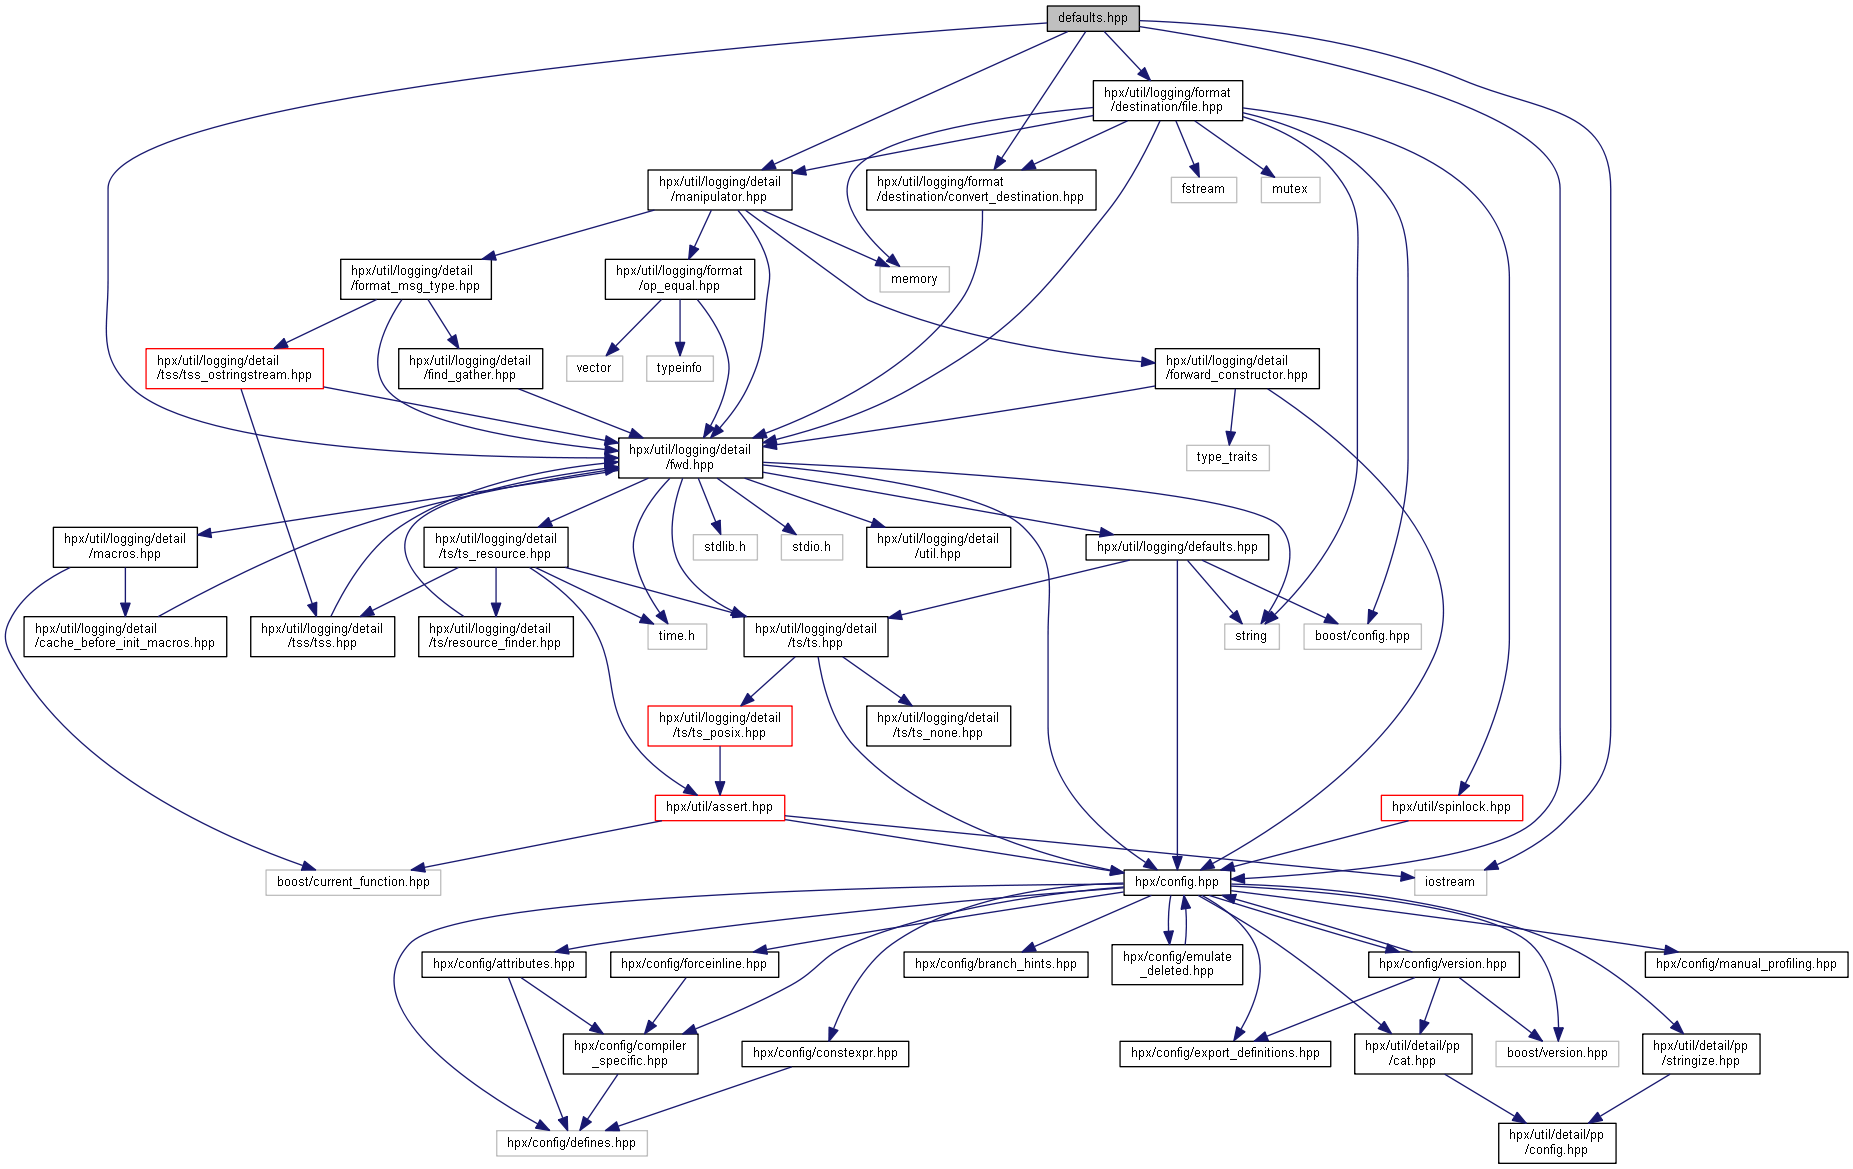 defaults.hpp
hpx/util/logging/format
/destination/file.hpp
hpx/util/logging/detail
/manipulator.hpp
hpx/util/logging/format
/destination/convert_destination.hpp
fstream
mutex
hpx/util/logging/detail
/format_msg_type.hpp
hpx/util/logging/format
/op_equal.hpp
memory
hpx/util/logging/detail
/tss/tss_ostringstream.hpp
hpx/util/logging/detail
/find_gather.hpp
vector
typeinfo
hpx/util/logging/detail
/forward_constructor.hpp
hpx/util/logging/detail
/fwd.hpp
type_traits
hpx/util/logging/detail
/macros.hpp
hpx/util/logging/detail
/ts/ts_resource.hpp
stdlib.h
stdio.h
hpx/util/logging/detail
/util.hpp
hpx/util/logging/defaults.hpp
hpx/util/logging/detail
/cache_before_init_macros.hpp
hpx/util/logging/detail
/tss/tss.hpp
hpx/util/logging/detail
/ts/resource_finder.hpp
time.h
hpx/util/logging/detail
/ts/ts.hpp
string
boost/config.hpp
hpx/util/logging/detail
/ts/ts_posix.hpp
hpx/util/logging/detail
/ts/ts_none.hpp
hpx/util/assert.hpp
hpx/util/spinlock.hpp
boost/current_function.hpp
hpx/config.hpp
iostream
hpx/config/attributes.hpp
hpx/config/forceinline.hpp
hpx/config/branch_hints.hpp
hpx/config/emulate
_deleted.hpp
hpx/config/version.hpp
hpx/config/manual_profiling.hpp
hpx/config/compiler
_specific.hpp
hpx/config/constexpr.hpp
hpx/config/export_definitions.hpp
hpx/util/detail/pp
/cat.hpp
boost/version.hpp
hpx/util/detail/pp
/stringize.hpp
hpx/config/defines.hpp
hpx/util/detail/pp
/config.hpp